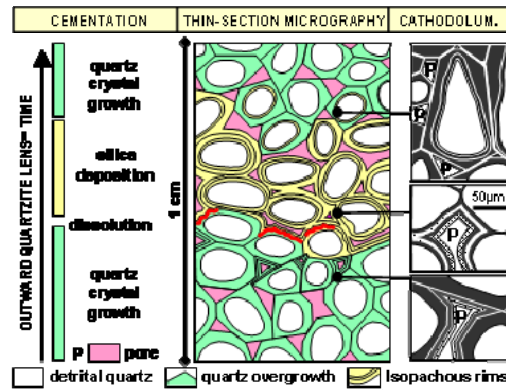 CEMENTATION
THIN-SECTION MICROGRAPHY
CATHODOLUM.
OUTWARD QUARTZITE LENS= TIME
quartz
crystal
growth
silica
disposition
dissolution
quartz
crystal
growth
P pore
1 cm
P
P
P
50µm
P
P
detrital quartz
quartz overgrowth
Isopachous rims